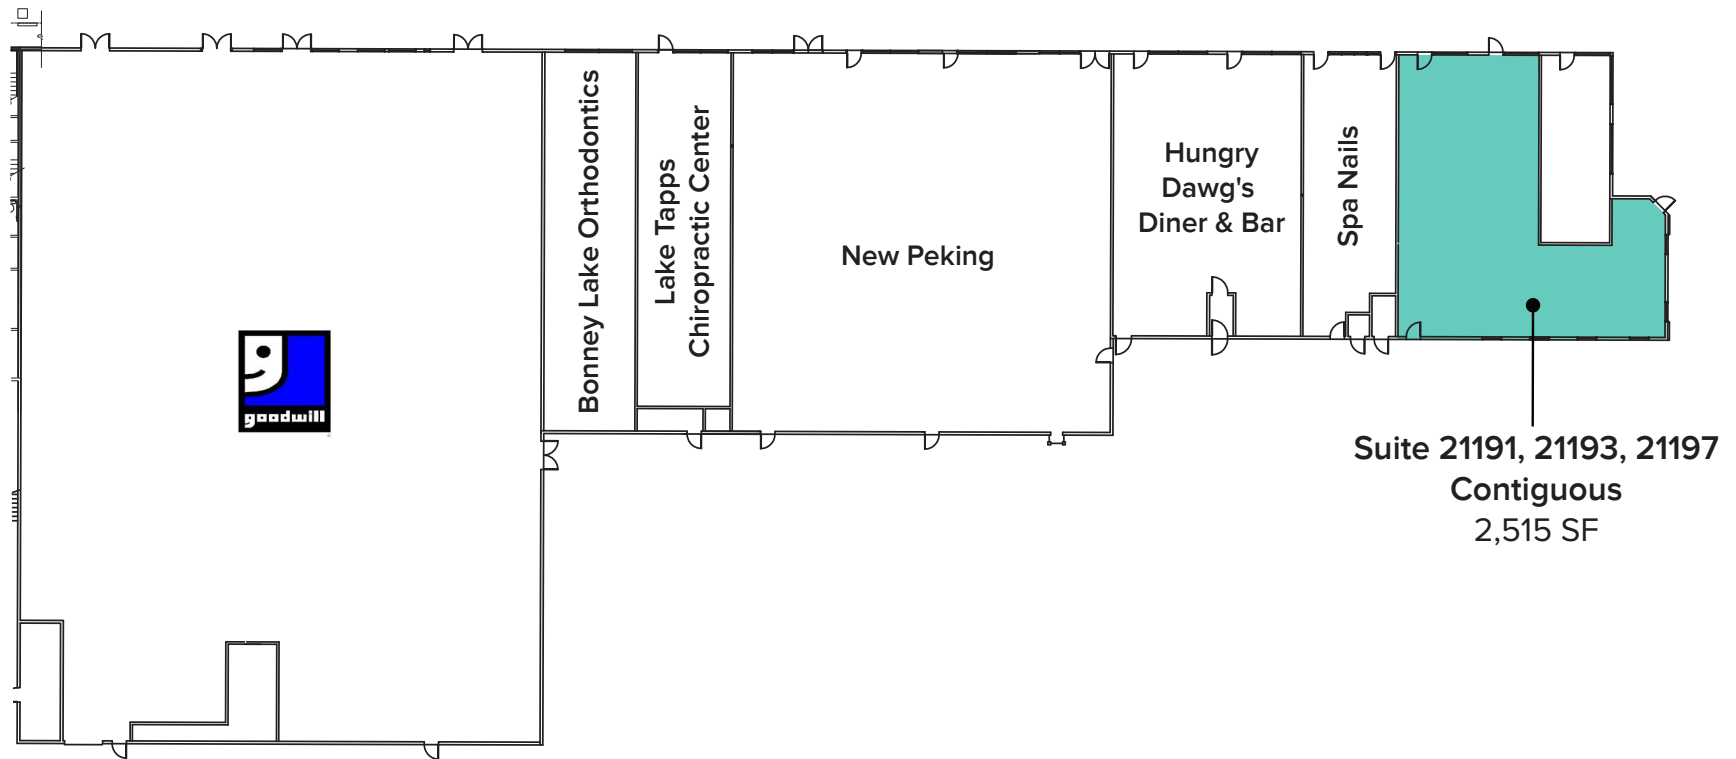 goodwill
Bonney Lake Orthodontics
Lake Tapps
Chiropractic Center
New Peking
Hungry
Dawg's
Diner & Bar
Spa Nails
Suite 21191, 21193, 21197
Contiguous
2,515 SF